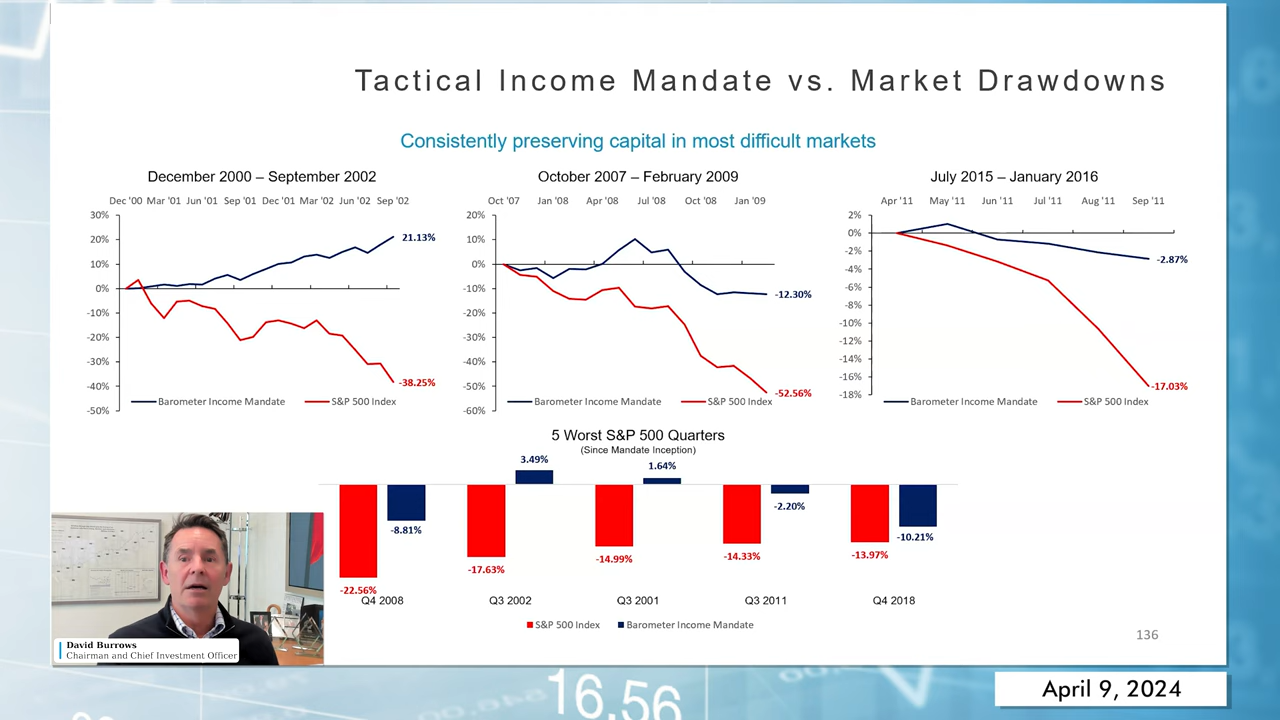 Tactical Income Mandate vs. Market Drawdowns
Consistently preserving capital in most difficult markets
December 2000 – September 2002
Dec '00 Mar '01 Jun '01 Sep '01 Dec '01 Mar '02 Jun '02 Sep '02
30%
20%
10%
0%
-10%
-20%
-30%
-40%
-50%
21.13%
-38.25%
Barometer Income Mandate S&P 500 Index
October 2007 – February 2009
Oct '07 Jan '08 Apr '08 Jul '08 Oct '08 Jan '09
20%
10%
0%
-10%
-20%
-30%
-40%
-50%
-60%
-12.30%
-52.56%
Barometer Income Mandate S&P 500 Index
July 2015 – January 2016
Apr '11 May '11 Jun '11 Jul '11 Aug '11 Sep '11
2%
0%
-2%
-4%
-6%
-8%
-10%
-12%
-14%
-16%
-18%
-2.87%
-17.03%
Barometer Income Mandate S&P 500 Index
5 Worst S&P 500 Quarters
(Since Mandate Inception)
3.49%
1.64%
-8.81%
-2.20%
-10.21%
-22.56%
-17.63%
-14.99%
-14.33%
-13.97%
Q4 2008 Q3 2002 Q3 2001 Q3 2011 Q4 2018
S&P 500 Index Barometer Income Mandate
136
David Burrows
Chairman and Chief Investment Officer
April 9, 2024
16.56